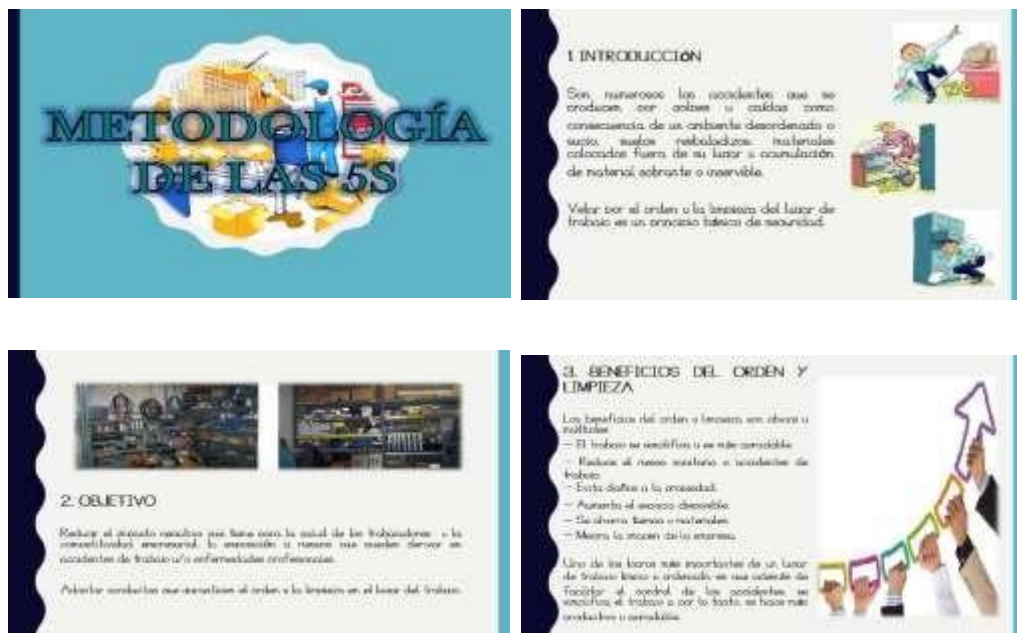 METODOLOGÍA
DE LAS 5S
1 INTRODUCCIÓN
Son numerosos los accidentes que se
producen por golpes y caídas como
consecuencia de un ambiente desordenado o
sucio, suelos resbaladizos, materiales
colocados fuera de su lugar y acumulación
de material sobrante o inservible.
Velar por el orden y la limpieza del lugar de
trabajo es un principio básico de seguridad.
2. OBJETIVO
Reducir el impacto negativo que tiene para la salud de los trabajadores y la
competitividad empresarial, la exposición a riesgos que pueden derivar en
accidentes de trabajo y/o enfermedades profesionales.
Adoptar conductas que garanticen el orden y la limpieza en el lugar del trabajo.
3. BENEFICIOS DEL ORDEN Y
LIMPIEZA
Los beneficios del orden y limpieza son obvios y
múltiples:
- El trabajo se simplifica y es más agradable.
- Reduce el riesgo sanitario y accidentes de
trabajo.
- Evita daños a la propiedad.
- Aumenta el espacio disponible.
- Se ahorra tiempo y materiales.
- Mejora la imagen de la empresa.
Uno de los logros más importantes de un lugar
de trabajo limpio y ordenado es que además de
facilitar el control de los accidentes, se
simplifica el trabajo y por lo tanto, se hace más
productivo y agradable.